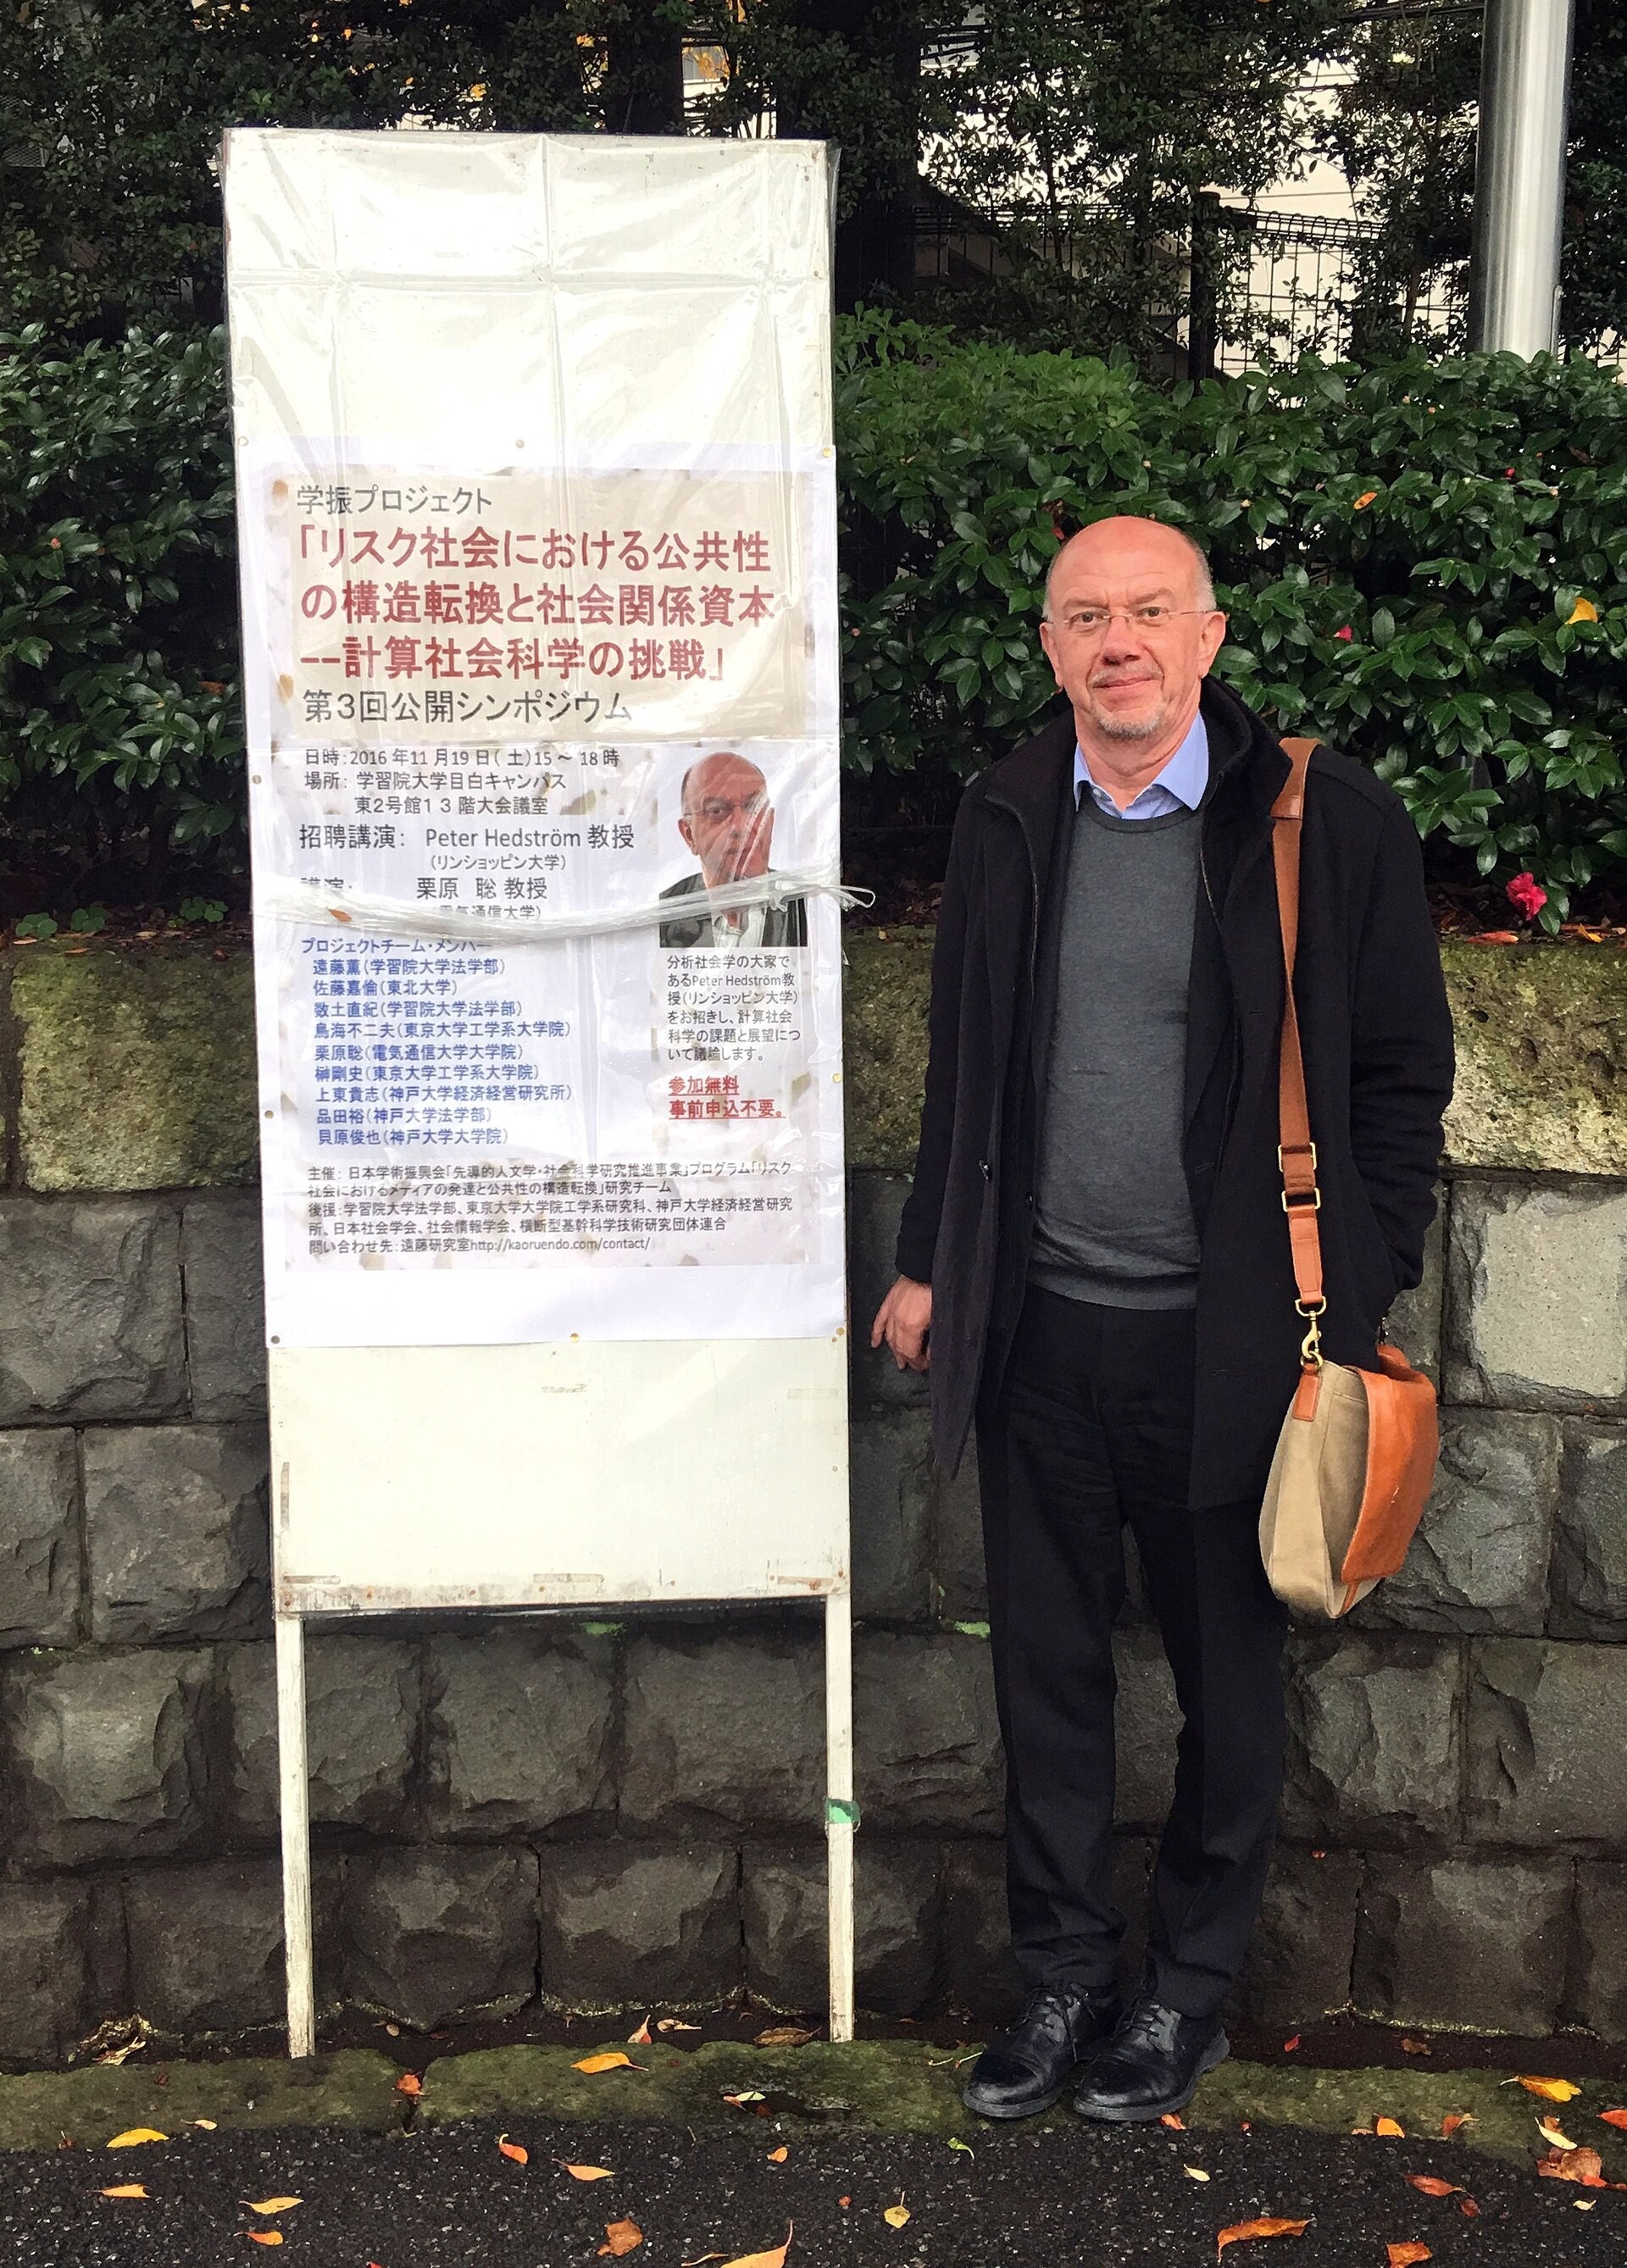 学振プロジェクト
「リスク社会における公共性
の構造転換と社会関係資本
--計算社会科学の挑戦」
第3回公開シンポジウム
日時：2016年11月19日（土）15～18時
場所： 学習院大学目白キャンパス
東2号館13階大会議室
招聘講演： Peter Hedström 教授
（リンショッピン大学）
講演： 栗原 聡 教授
電気通信大学）
プロジェクトチーム・メンバー
遠藤薫（学習院大学法学部）
佐藤嘉倫（東北大学）
数土直紀（学習院大学法学部）
鳥海不二夫（東京大学工学系大学院）
栗原聡（電気通信大学大学院）
榊剛史（東京大学工学系大学院）
上東貴志（神戸大学経済経営研究所）
品田裕（神戸大学法学部）
貝原俊也（神戸大学大学院）
分析社会学の大家で
あるPeter Hedström教
授（リンショッピン大学）
をお招きし、計算社会
科学の課題と展望につ
いて議論します。
参加無料
事前申込不要。
主催： 日本学術振興会「先導的人文学・社会科学研究推進事業」プログラム「リスク
社会におけるメディアの発達と公共性の構造転換」研究チーム
後援：学習院大学法学部、東京大学大学院工学系研究科、神戸大学経済経営研究
所、日本社会学会、社会情報学会、横断型基幹科学技術研究団体連合
問い合わせ先：遠藤研究室http://kaoruendo.com/contact/